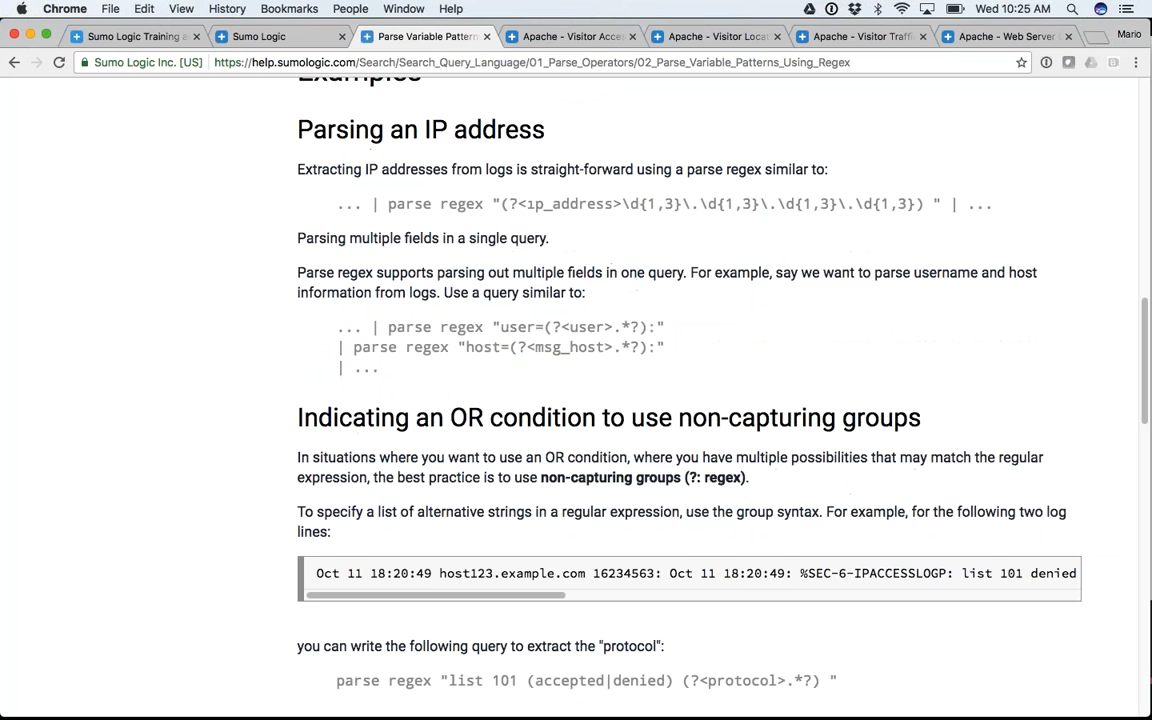 Chrome File Edit View History Bookmarks People Window Help Wed 10:25 AM
Sumo Logic Training a
Sumo Logic
Parse Variable Pattern
Apache - Visitor Acce
Apache - Visitor Locat
Apache - Visitor Traffi
Apache - Web Server
Mario
Sumo Logic Inc. [US] https://help.sumologic.com/Search/Search_Query_Language/01_Parse_Operators/02_Parse_Variable_Patterns_Using_Regex
Examples
Parsing an IP address
Extracting IP addresses from logs is straight-forward using a parse regex similar to:
... | parse regex "(?<ip_address>\d{1,3}\.\d{1,3}\.\d{1,3}\.\d{1,3}) " | ...
Parsing multiple fields in a single query.
Parse regex supports parsing out multiple fields in one query. For example, say we want to parse username and host
information from logs. Use a query similar to:
... | parse regex "user=(?<user>.*?):"
| parse regex "host=(?<msg_host>.*?):"
| ...
Indicating an OR condition to use non-capturing groups
In situations where you want to use an OR condition, where you have multiple possibilities that may match the regular
expression, the best practice is to use non-capturing groups (?: regex).
To specify a list of alternative strings in a regular expression, use the group syntax. For example, for the following two log
lines:
Oct 11 18:20:49 host123.example.com 16234563: Oct 11 18:20:49: %SEC-6-IPACCESSLOGP: list 101 denied
you can write the following query to extract the "protocol":
parse regex "list 101 (accepted|denied) (?<protocol>.*?) "